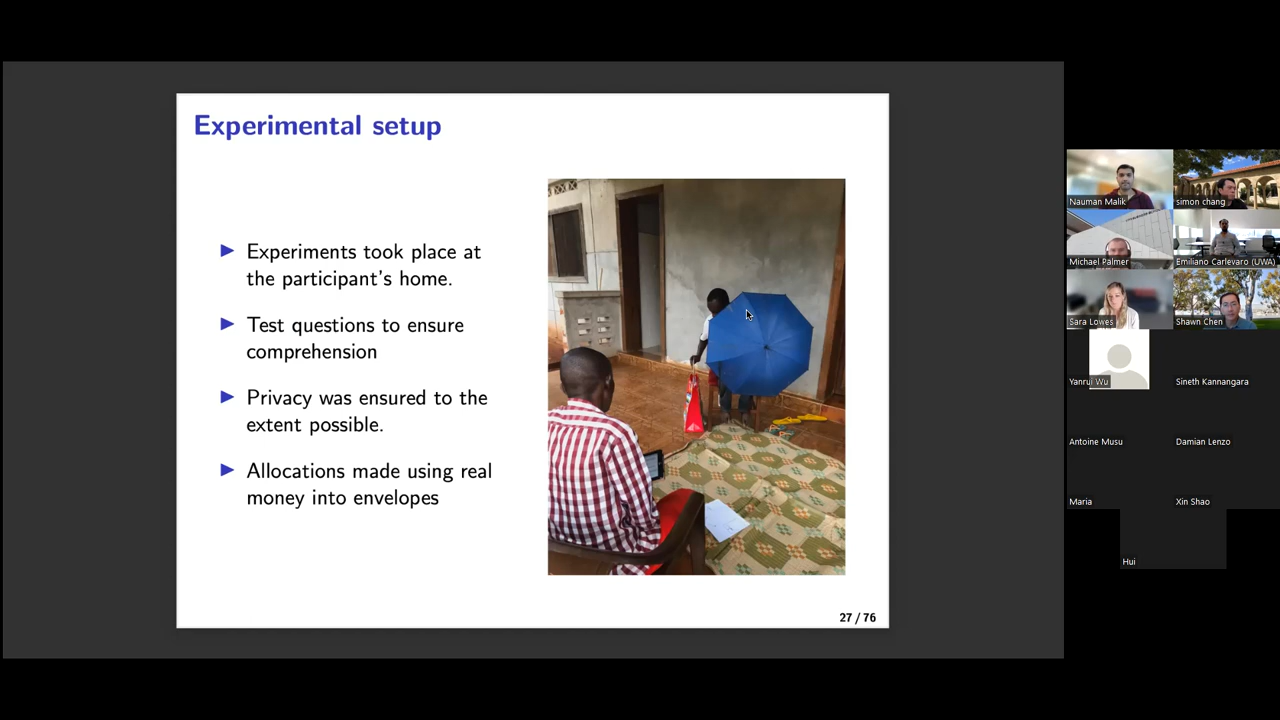 Experimental setup
Experiments took place at
the participant's home.
Test questions to ensure
comprehension
Privacy was ensured to the
extent possible.
Allocations made using real
money into envelopes
27 / 76
Nauman Malik
simon chang
Michael Palmer
Emiliano Carlevaro (UWA)
Sara Lowes
Shawn Chen
Yanrui Wu
Sineth Kannangara
Antoine Musu
Damian Lenzo
Maria
Xin Shao
Hui